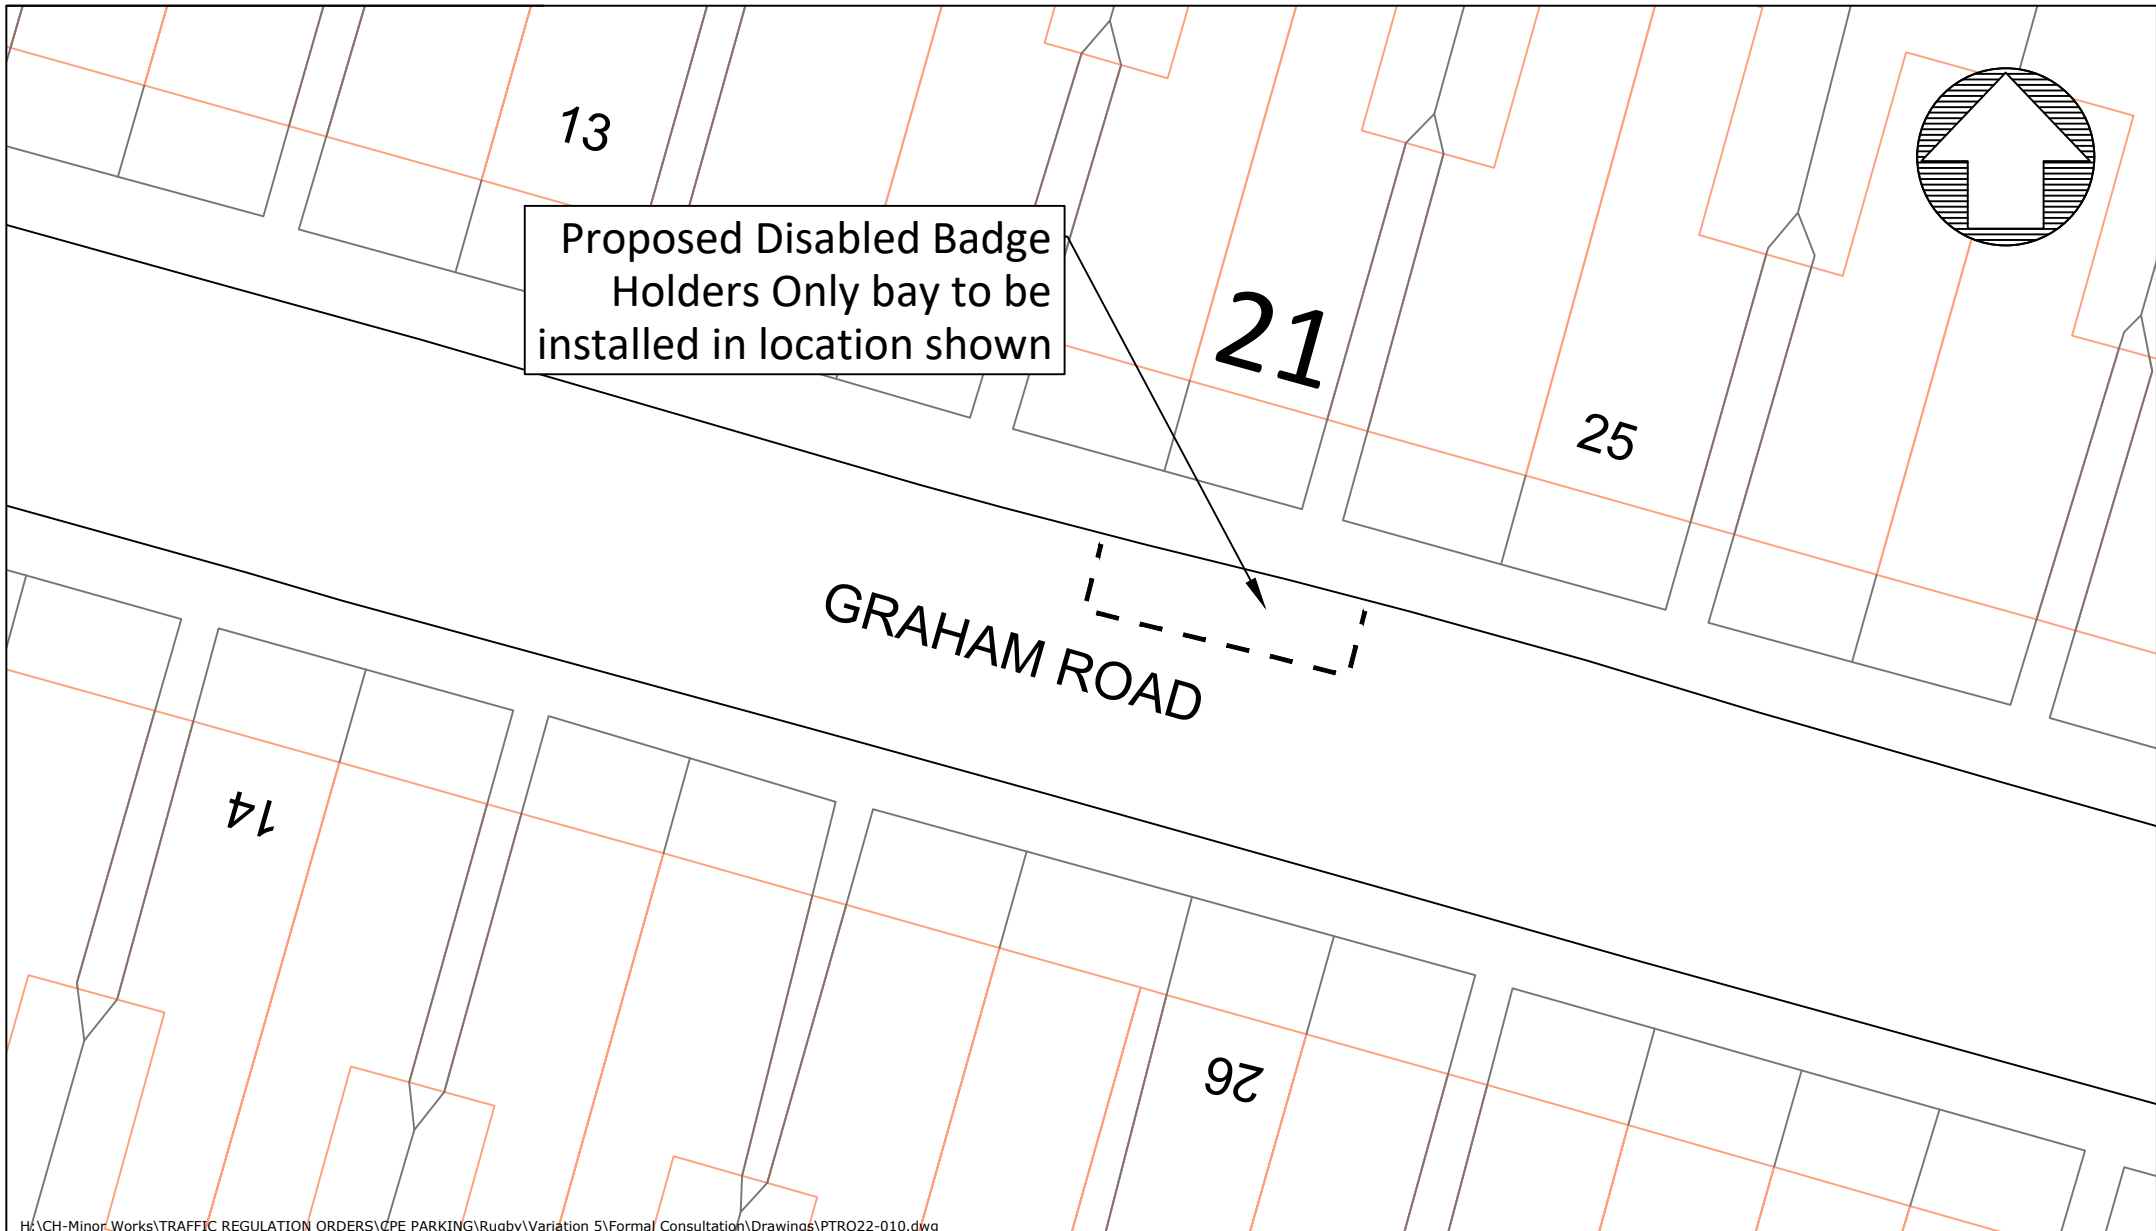 13
Proposed Disabled Badge
Holders Only bay to be
installed in location shown
21
25
GRAHAM ROAD
14
26
H:\CH-Minor Works\TRAFFIC REGULATION ORDERS\CPE PARKING\Rugby\Variation 5\Formal Consultation\Drawings\PTRO22-010.dwg